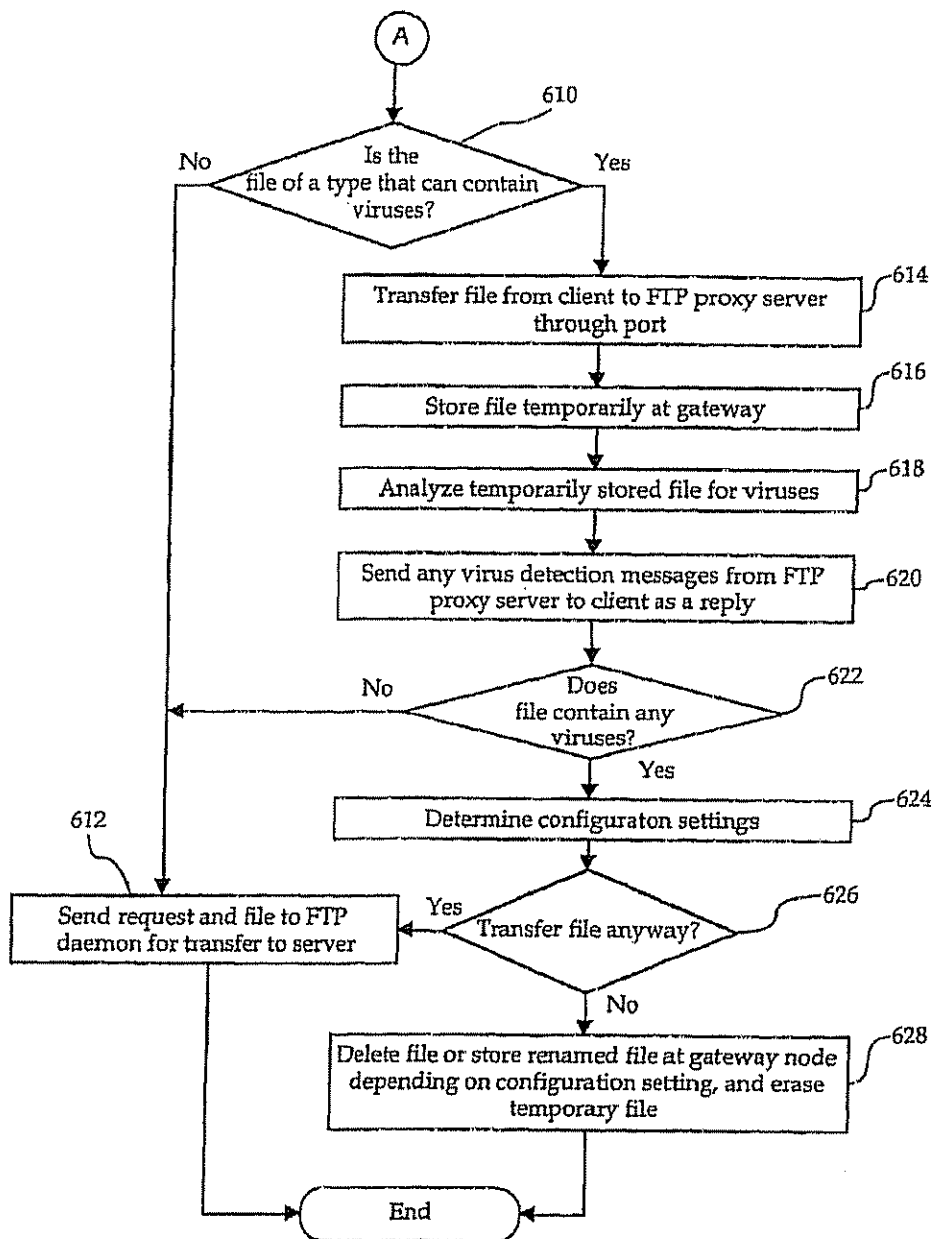 A
610
No
Is the
file of a type that can contain
viruses?
Yes
614
Transfer file from client to FTP proxy server
through port
616
Store file temporarily at gateway
618
Analyze temporarily stored file for viruses
620
Send any virus detection messages from FTP
proxy server to client as a reply
622
No
Does
file contain any
viruses?
Yes
624
Determine configuraton settings
612
Send request and file to FTP
daemon for transfer to server
Yes
Transfer file anyway?
626
No
628
Delete file or store renamed file at gateway node
depending on configuration setting, and erase
temporary file
End